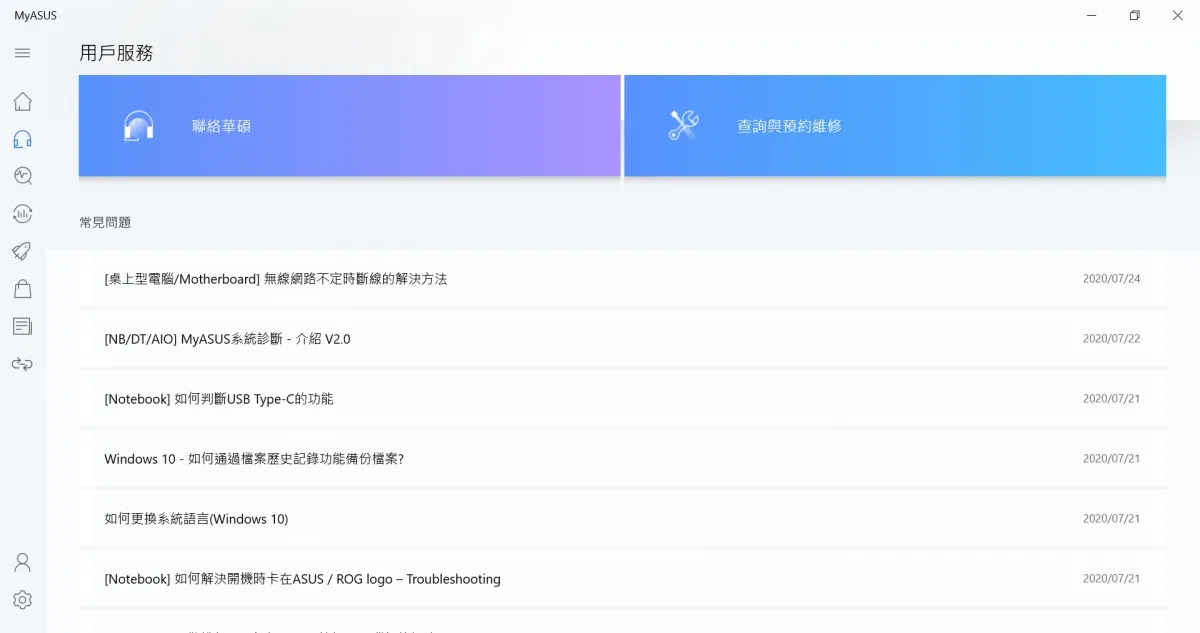 MyASUS
用戶服務
聯絡華碩
查詢與預約維修
常見問題
[桌上型電腦/Motherboard] 無線網路不定時斷線的解決方法 2020/07/24
[NB/DT/AIO] MyASUS系統診斷 - 介紹 V2.0 2020/07/22
[Notebook] 如何判斷USB Type-C的功能 2020/07/21
Windows 10 - 如何通過檔案歷史記錄功能備份檔案? 2020/07/21
如何更換系統語言(Windows 10) 2020/07/21
[Notebook] 如何解決開機時卡在ASUS / ROG logo – Troubleshooting 2020/07/21